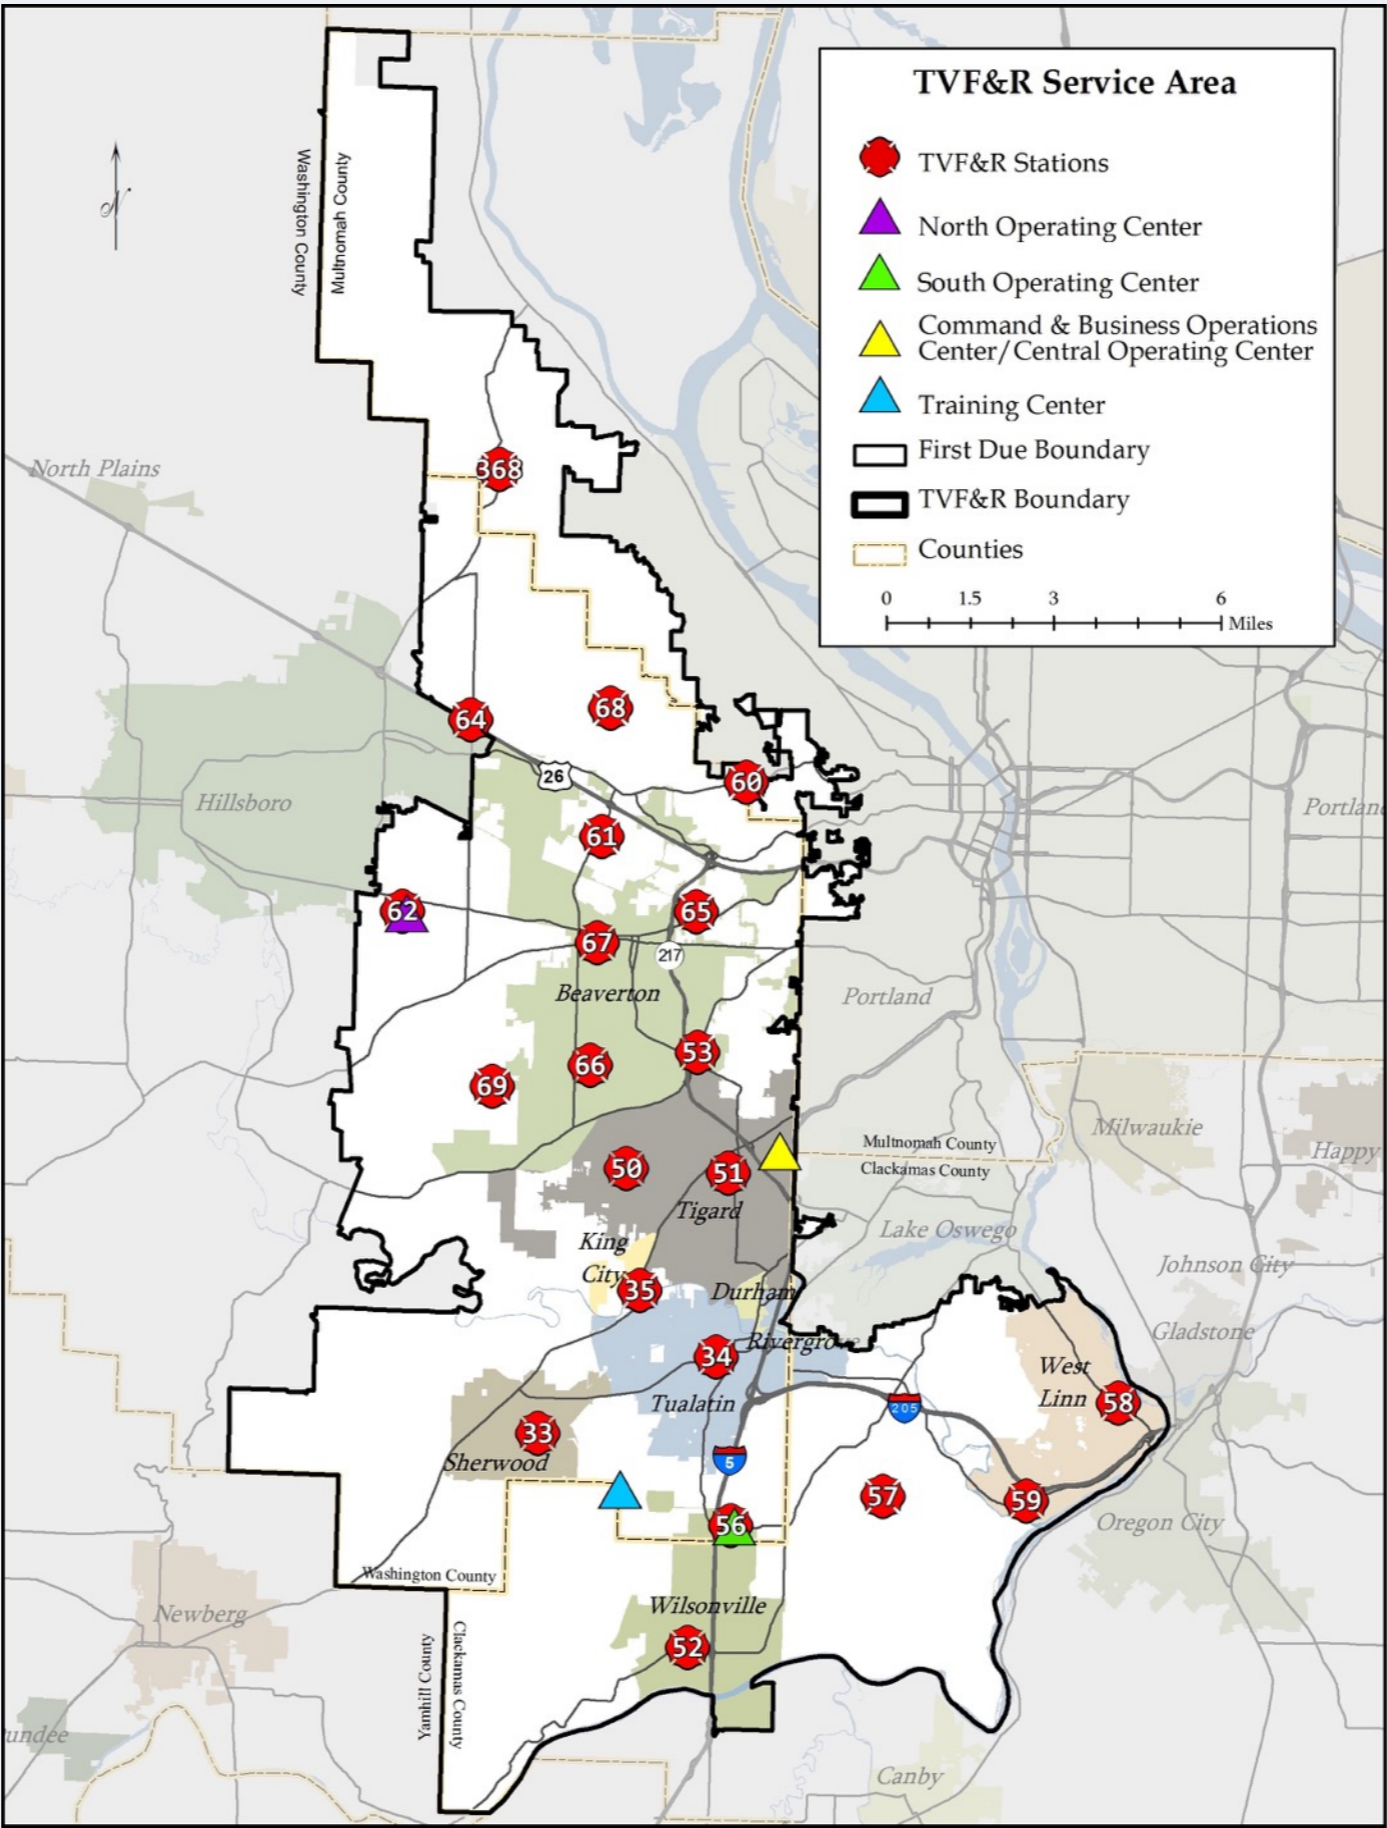 TVF&R Service Area
TVF&R Stations
North Operating Center
South Operating Center
Command & Business Operations
Center/Central Operating Center
Training Center
First Due Boundary
TVF&R Boundary
Counties
0 1.5 3 6
Miles
N
Washington County
Multnomah County
North Plains
368
64
68
26
60
Hillsboro
61
Portland
62
65
67
217
Beaverton
Portland
53
66
69
Milwaukie
Multnomah County
Happy
50
51
Clackamas County
Tigard
Lake Oswego
King
City
Johnson City
35
Durham
Gladstone
34
Rivergrove
West
Linn
58
Tualatin
205
33
Sherwood
5
57
59
56
Oregon City
Washington County
Newberg
Wilsonville
52
Yamhill County
Clackamas County
undee
Canby